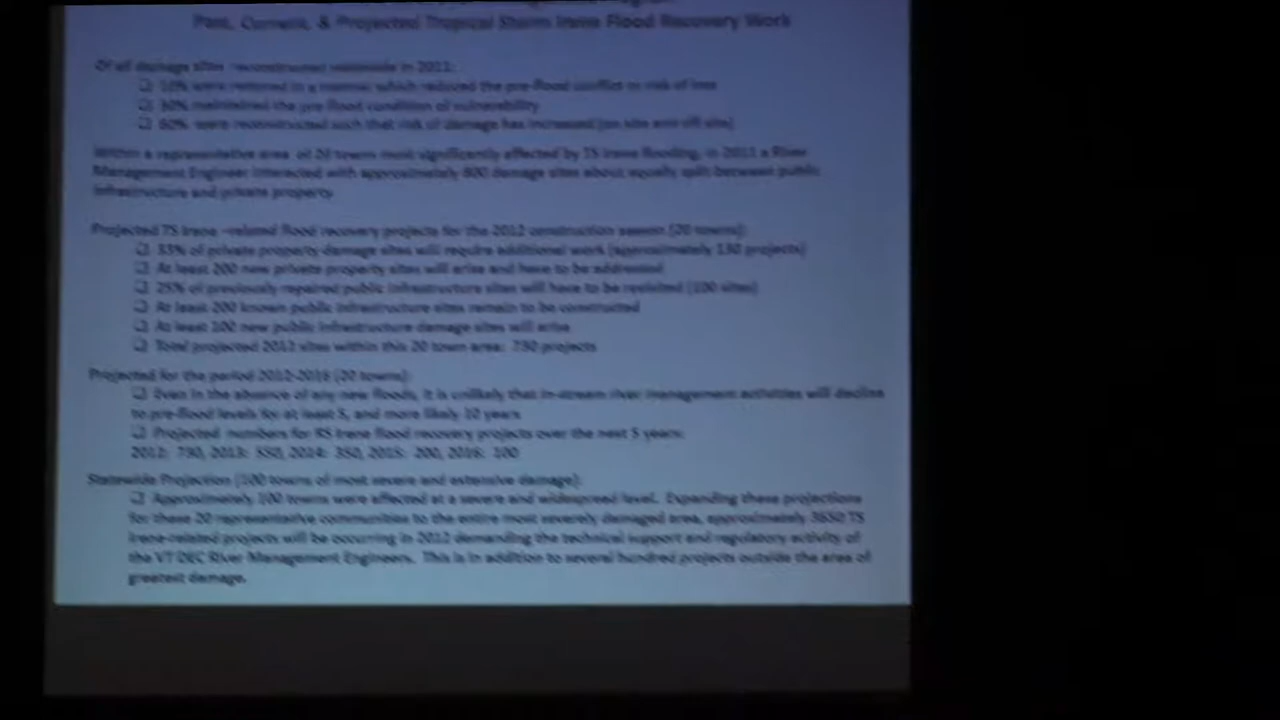 Past, Current, & Projected Tropical Storm Irene Flood Recovery Work
Of all damage sites reconstructed in 2011:
❑ 10% were restored in a manner which reduced the pre-flood conflict or risk of loss
❑ 30% maintained the pre flood condition of vulnerability
❑ 60% were reconstructed such that risk of damage has increased (on site and off site)
Within a representative area of 20 towns most significantly affected by TS Irene flooding, in 2011 a River
Management Engineer interacted with approximately 800 damage sites about equally split between public
infrastructure and private property
Projected TS Irene –related flood recovery projects for the 2012 construction season (20 towns):
❑ 33% of private property damage sites will require additional work (approximately 130 projects)
❑ At least 200 new private property sites will arise and have to be addressed
❑ 25% of previously repaired public infrastructure sites will have to be revisited (100 sites)
❑ At least 200 known public infrastructure sites remain to be constructed
❑ At least 100 new public infrastructure damage sites will arise
❑ Total projected 2012 sites within this 20 town area: 730 projects
Projected for the period 2012-2016 (20 towns):
❑ Even in the absence of any new floods, it is unlikely that in-stream river management activities will decline
to pre-flood levels for at least 5, and more likely 10 years
❑ Projected numbers for TS Irene flood recovery projects over the next 5 years:
2012: 730, 2013: 550, 2014: 350, 2015: 200, 2016: 100
Statewide Projection (100 towns of most severe and extensive damage):
❑ Approximately 100 towns were affected at a severe and widespread level. Expanding these projections
for these 20 representative communities to the entire most severely damaged area, approximately 3650 TS
Irene-related projects will be occurring in 2012 demanding the technical support and regulatory activity of
the VT DEC River Management Engineers. This is in addition to several hundred projects outside the area of
greatest damage.